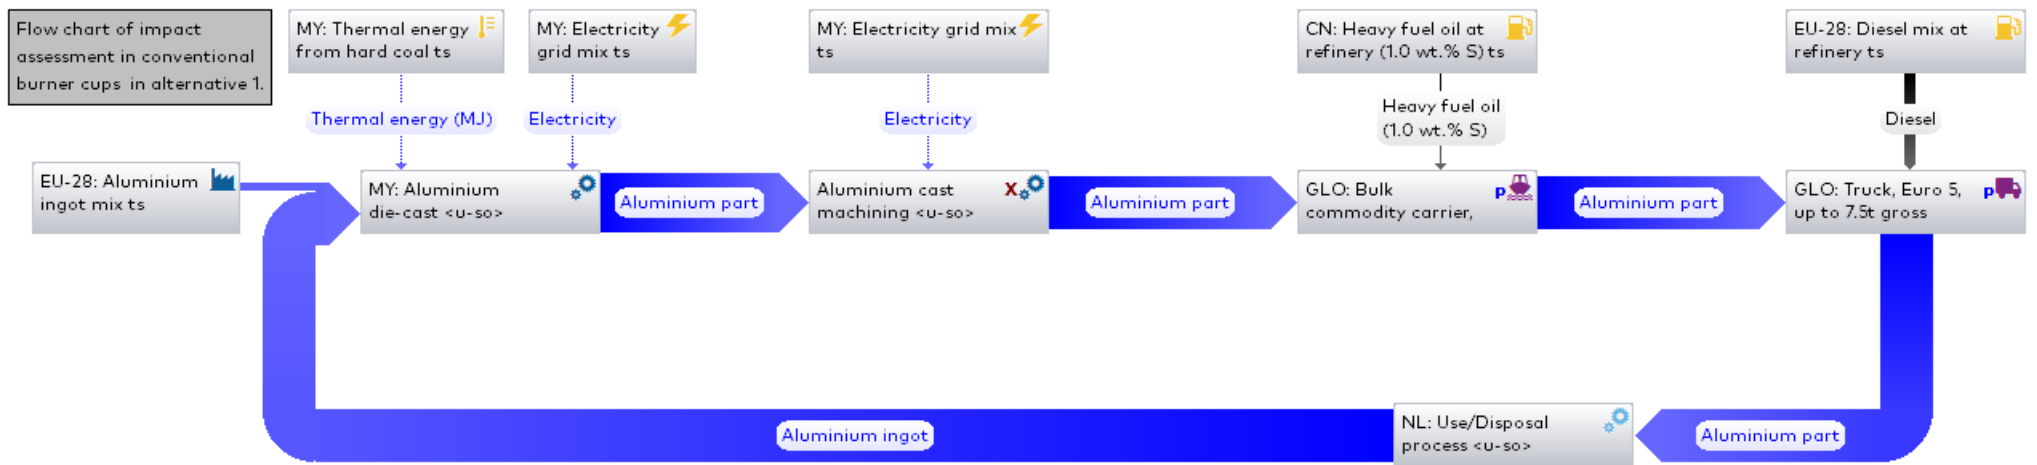 Flow chart of impact
assessment in conventional
burner cups in alternative 1.
MY: Thermal energy
from hard coal ts
MY: Electricity
grid mix ts
MY: Electricity grid mix
ts
CN: Heavy fuel oil at
refinery (1.0 wt.% S) ts
EU-28: Diesel mix at
refinery ts
Thermal energy (MJ)
Electricity
Electricity
Heavy fuel oil
(1.0 wt.% S)
Diesel
EU-28: Aluminium
ingot mix ts
MY: Aluminium
die-cast <u-so>
Aluminium part
Aluminium cast
machining <u-so>
X
Aluminium part
GLO: Bulk
commodity carrier,
p
Aluminium part
GLO: Truck, Euro 5,
up to 7.5t gross
p
Aluminium ingot
NL: Use/Disposal
process <u-so>
Aluminium part